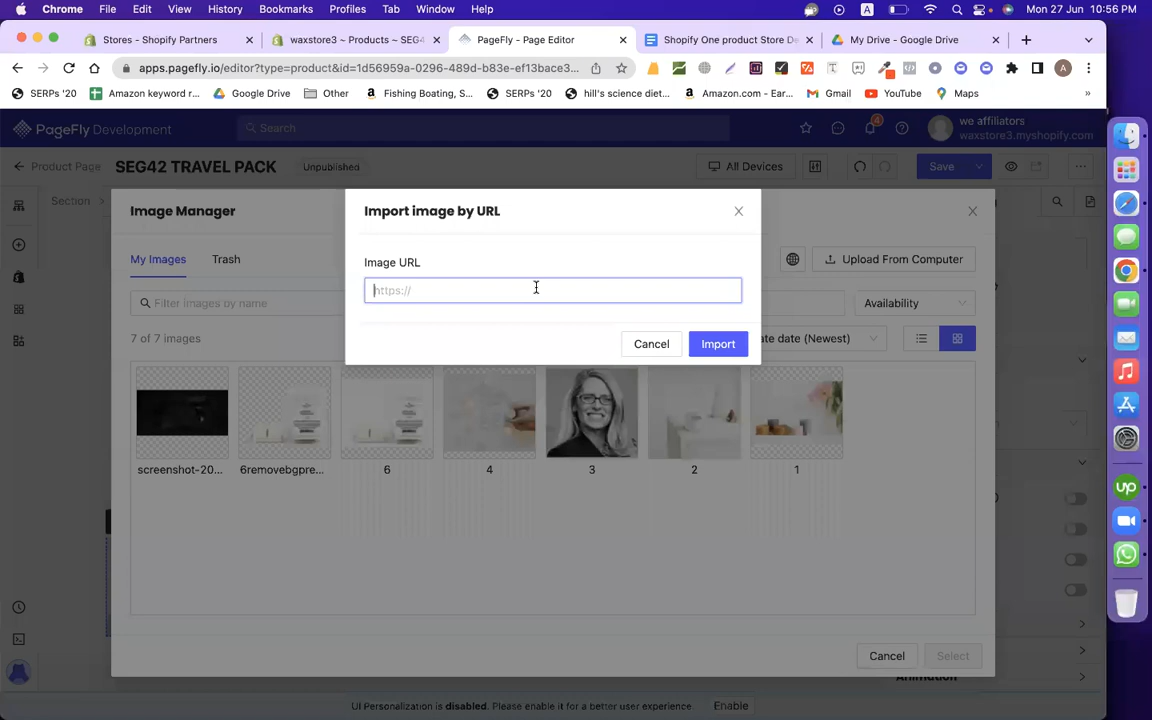 Chrome File Edit View History Bookmarks Profiles Tab Window Help A Mon 27 Jun 10:56 PM
Stores - Shopify Partners
waxstore3 ~ Products ~ SEG4
PageFly - Page Editor
Shopify One product Store De
My Drive - Google Drive
apps.pagefly.io/editor?type=product&id=1d56959a-0296-489d-b83e-ef13bace3...
SERPs '20 Amazon keyword r... Google Drive Other Fishing Boating, S... SERPs '20 hill's science diet... Amazon.com - Ear... Gmail YouTube Maps »
PageFly Development
Search
4
we affiliators
waxstore3.myshopify.com
Product Page SEG42 TRAVEL PACK Unpublished All Devices Save
Section
Image Manager
Import image by URL
My Images Trash
Image URL
Upload From Computer
https://
Filter images by name
Availability
7 of 7 images
Cancel Import
ate date (Newest)
screenshot-20... 6removebgpre... 6 4 3 2 1
Cancel Select
Animation
UI Personalization is disabled. Please enable it for a better user experience. Enable